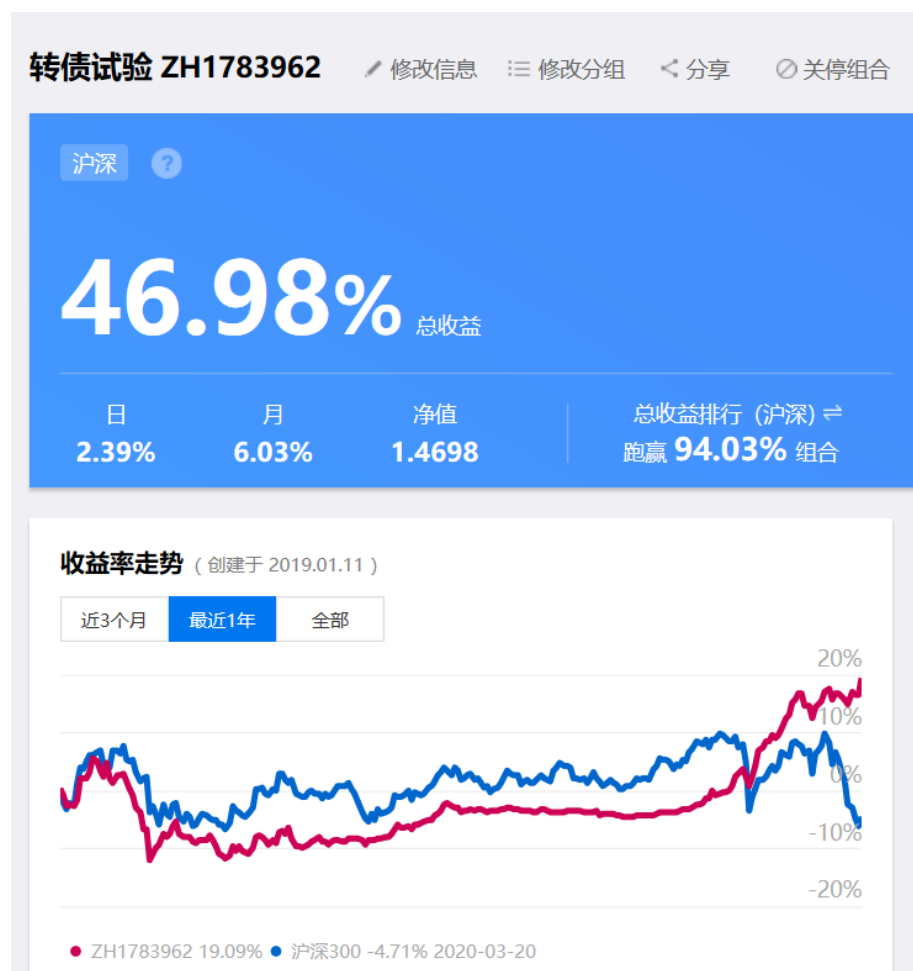 转债试验 ZH1783962 修改信息 修改分组 分享 关停组合
沪深 ?
46.98% 总收益
日 月 净值 总收益排行（沪深）
2.39% 6.03% 1.4698 跑赢 94.03% 组合
收益率走势 ( 创建于 2019.01.11 )
近3个月 最近1年 全部
20%
10%
0%
-10%
-20%
ZH1783962 19.09% 沪深300 -4.71% 2020-03-20